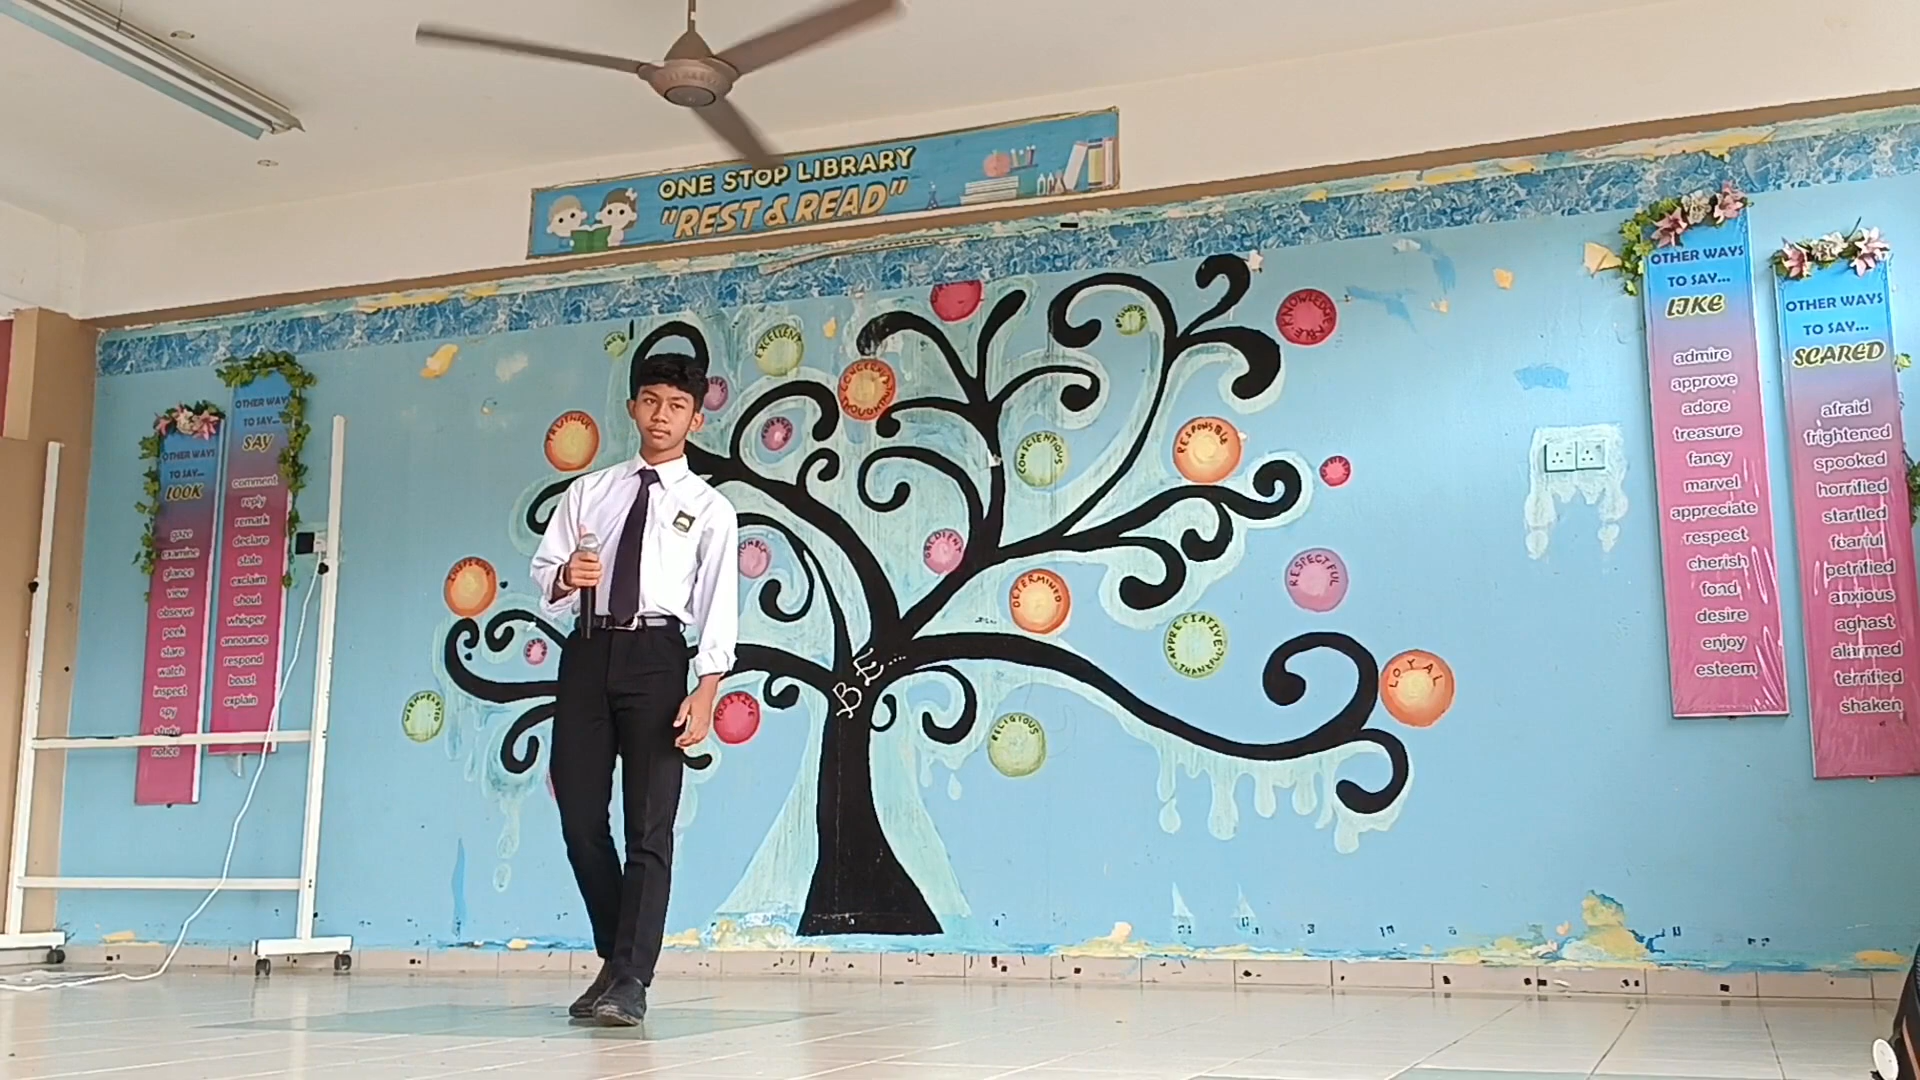 ONE STOP LIBRARY
"REST & READ"
OTHER WAYS
TO SAY...
LOOK
gaze
examine
glance
view
observe
peek
stare
watch
inspect
spy
study
notice
OTHER WAYS
TO SAY...
SAY
comment
reply
remark
declare
state
exclaim
shout
whisper
announce
respond
boast
explain
EXCELLENT
TRUTHFUL
CONCERN
CONSCIENTIOUS
RESPONSIBLE
KNOWLEDGEABLE
OBEDIENT
DETERMINED
RESPECTFUL
APPRECIATIVE
THANKFUL
LOYAL
POSITIVE
RELIGIOUS
BE....
OTHER WAYS
TO SAY...
LIKE
admire
approve
adore
treasure
fancy
marvel
appreciate
respect
cherish
fond
desire
enjoy
esteem
OTHER WAYS
TO SAY...
SCARED
afraid
frightened
spooked
horrified
startled
fearful
petrified
anxious
aghast
alarmed
terrified
shaken